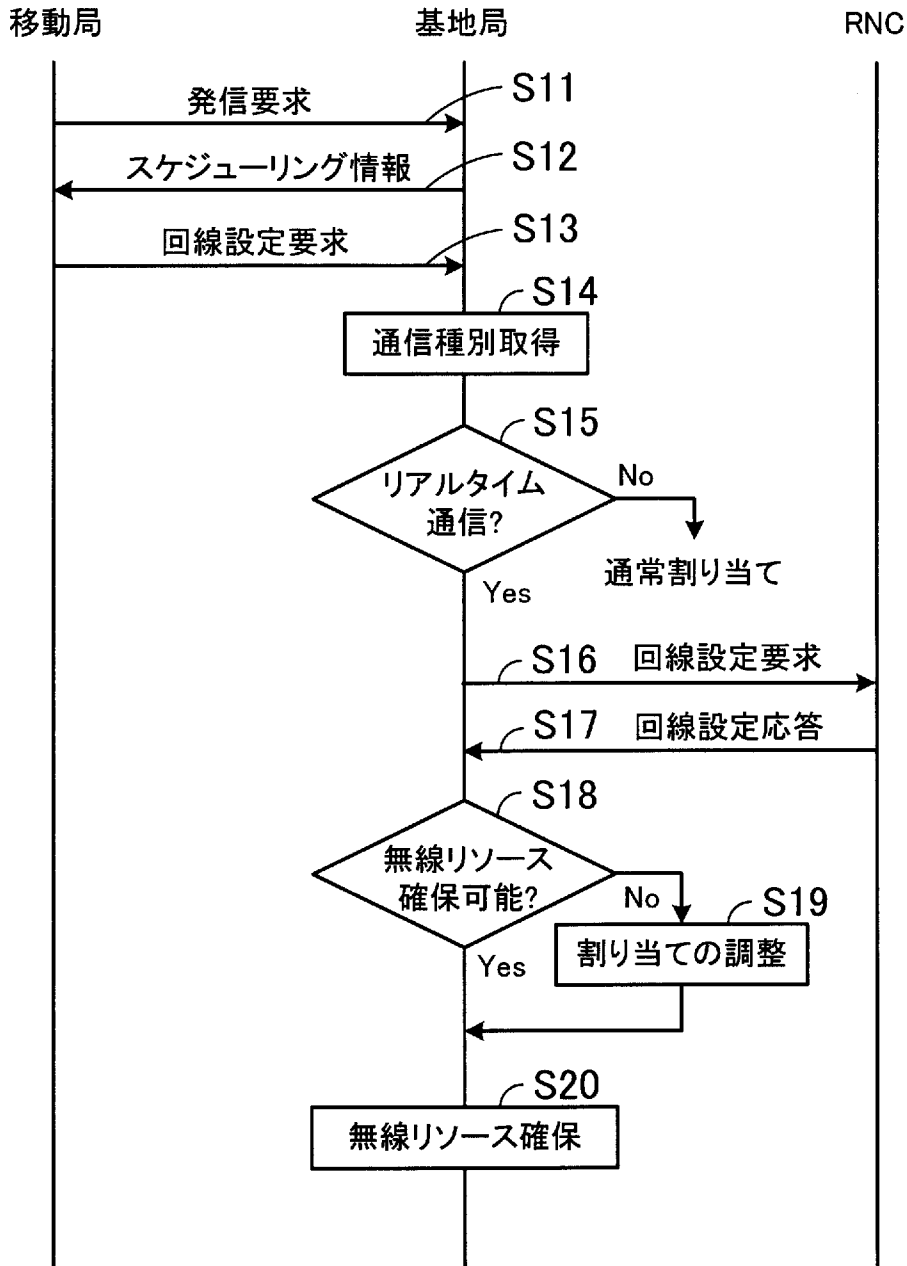 移動局
基地局
RNC
発信要求
S11
スケジューリング情報
S12
回線設定要求
S13
S14
通信種別取得
S15
リアルタイム
通信?
No
通常割り当て
Yes
S16 回線設定要求
S17 回線設定応答
S18
無線リソース
確保可能?
No
S19
割り当ての調整
Yes
S20
無線リソース確保